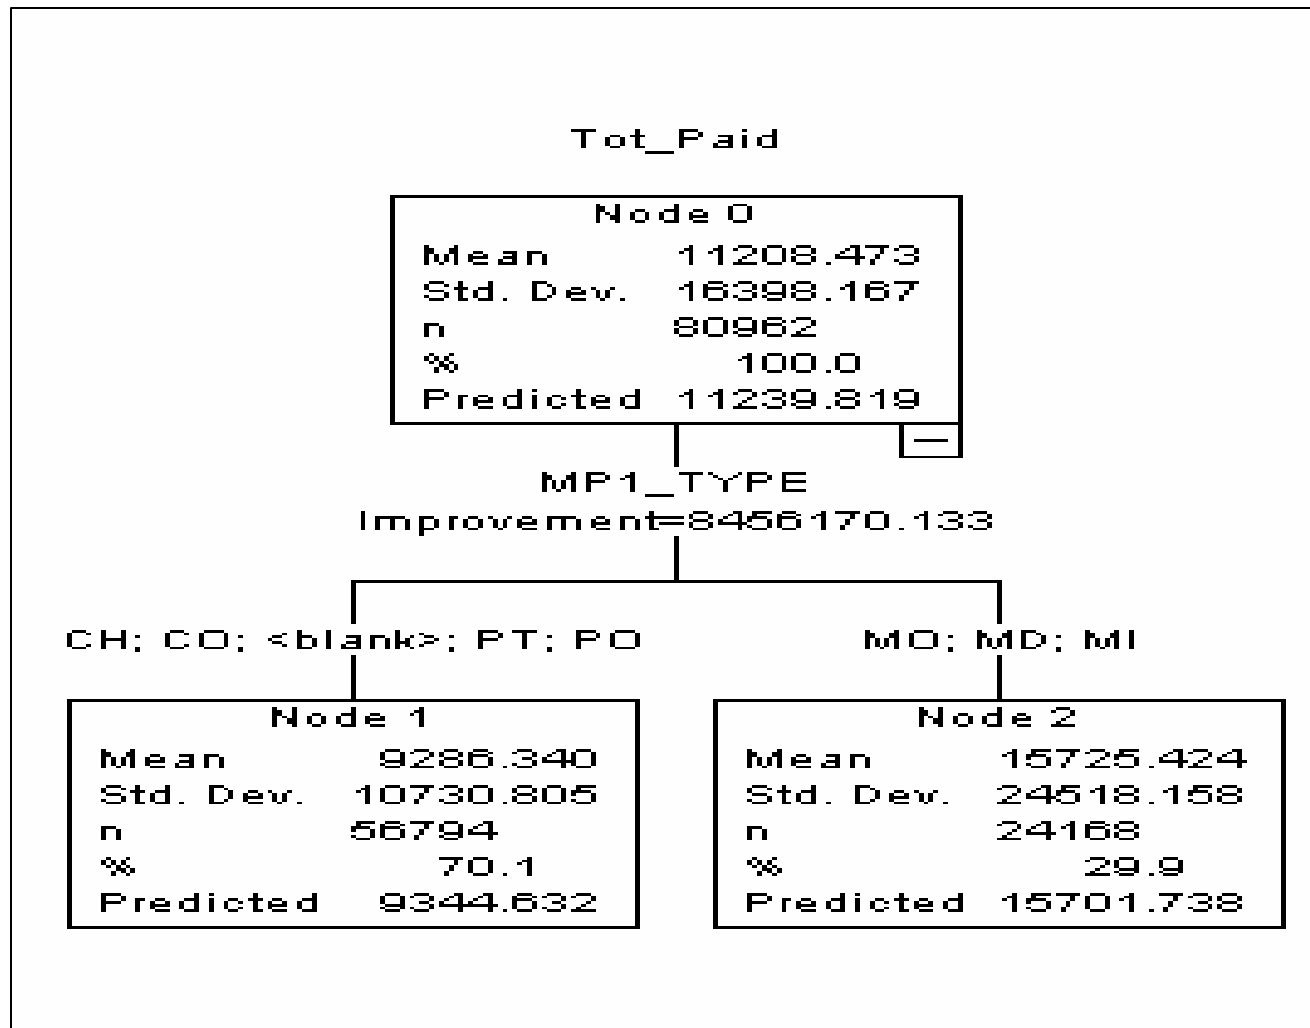 Tot_Paid
Node 0
Mean 11208.473
Std. Dev. 16398.167
n 80962
% 100.0
Predicted 11239.819
MP1_TYPE
Improvement=8456170.133
CH; CO; <blank>; PT; PO
MO; MD; MI
Node 1
Mean 9286.340
Std. Dev. 10730.805
n 56794
% 70.1
Predicted 9344.632
Node 2
Mean 15725.424
Std. Dev. 24518.158
n 24168
% 29.9
Predicted 15701.738